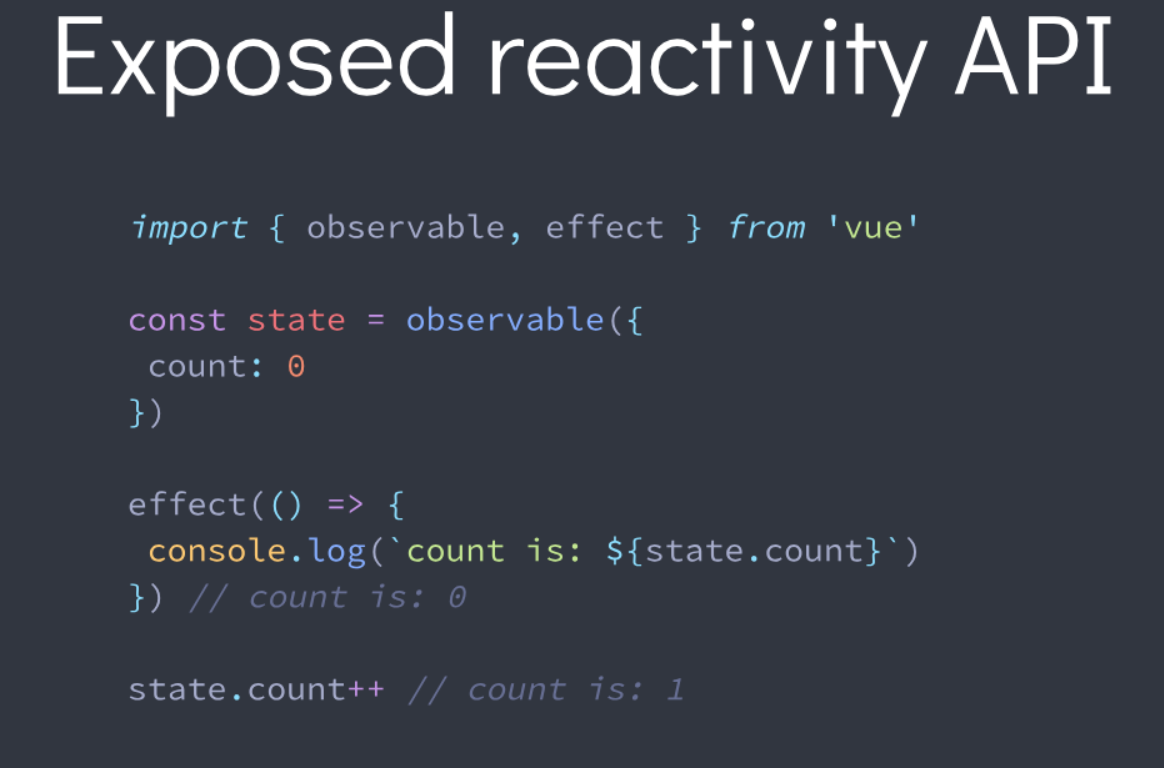 Exposed reactivity API
import { observable, effect } from 'vue'
const state = observable({
 count: 0
})
effect(() => {
 console.log(`count is: ${state.count}`)
}) // count is: 0
state.count++ // count is: 1